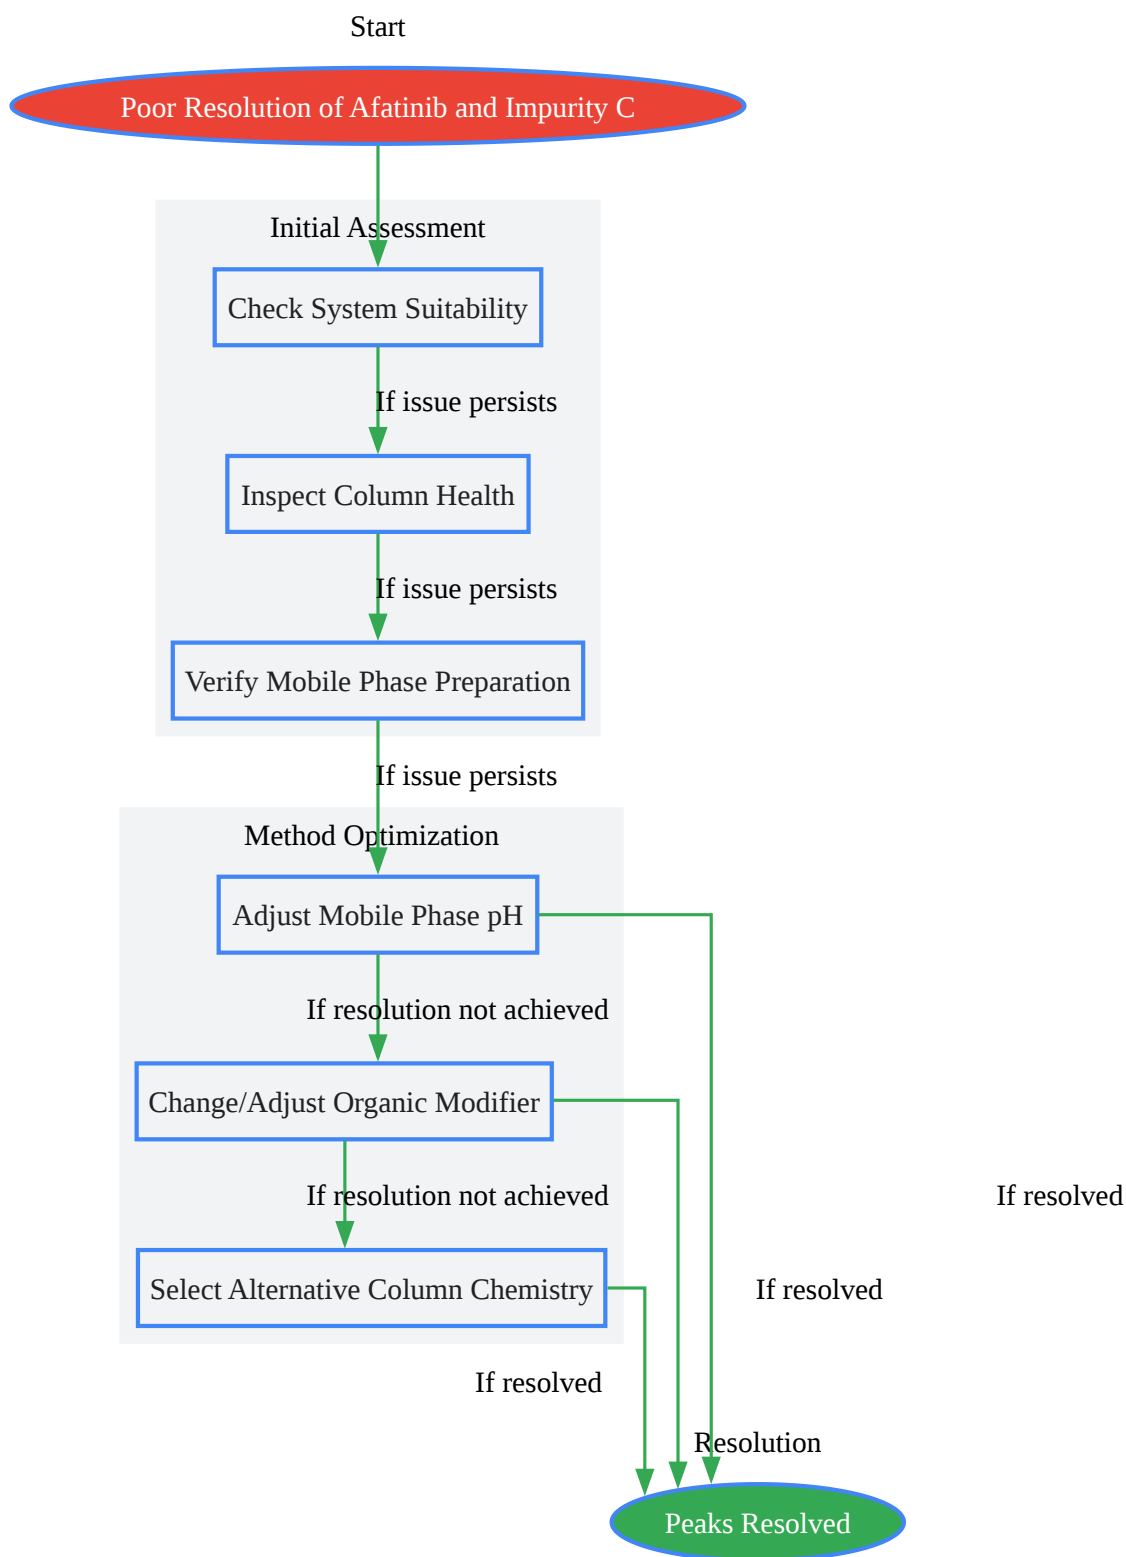 Start
Poor Resolution of Afatinib and Impurity C
Initial Assessment
Check System Suitability
If issue persists
Inspect Column Health
If issue persists
Verify Mobile Phase Preparation
If issue persists
Method Optimization
Adjust Mobile Phase pH
If resolution not achieved
Change/Adjust Organic Modifier
If resolution not achieved
If resolved
Select Alternative Column Chemistry
If resolved
If resolved
Resolution
Peaks Resolved